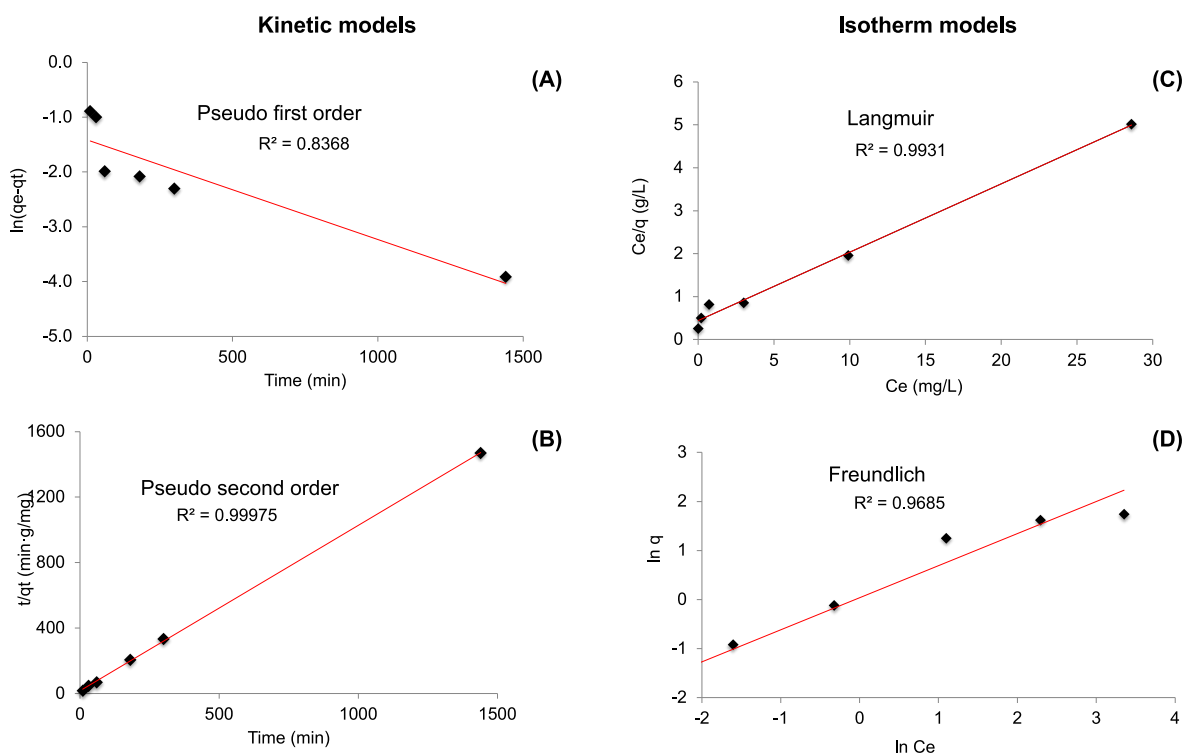 Kinetic models
Isotherm models
(A)
0.0
-1.0
-2.0
-3.0
-4.0
-5.0
ln(qe-qt)
Pseudo first order
R² = 0.8368
0
500
1000
1500
Time (min)
(C)
6
5
4
3
2
1
0
Ce/q (g/L)
Langmuir
R² = 0.9931
0
5
10
15
20
25
30
Ce (mg/L)
(B)
1600
1200
800
400
0
t/qt (min·g/mg)
Pseudo second order
R² = 0.99975
0
500
1000
1500
Time (min)
(D)
3
2
1
0
-1
-2
ln q
Freundlich
R² = 0.9685
-2
-1
0
1
2
3
4
ln Ce